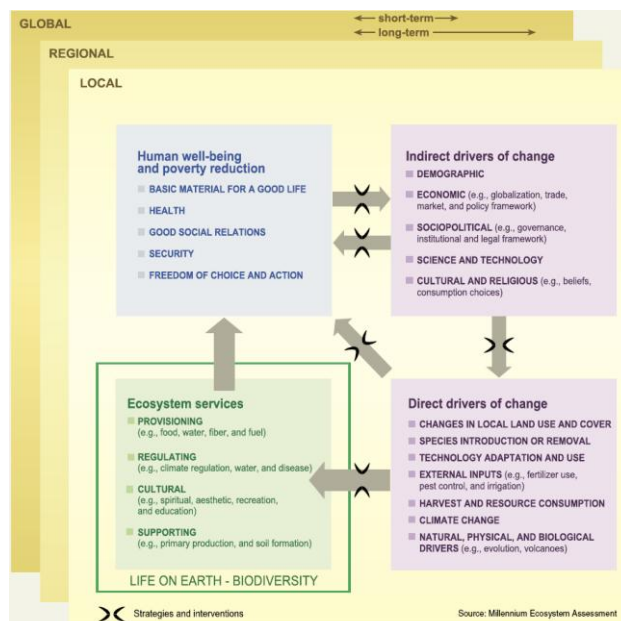 GLOBAL
short-term
long-term
REGIONAL
LOCAL
Human well-being
and poverty reduction
BASIC MATERIAL FOR A GOOD LIFE
HEALTH
GOOD SOCIAL RELATIONS
SECURITY
FREEDOM OF CHOICE AND ACTION
Indirect drivers of change
DEMOGRAPHIC
ECONOMIC (e.g., globalization, trade,
market, and policy framework)
SOCIOPOLITICAL (e.g., governance,
institutional and legal framework)
SCIENCE AND TECHNOLOGY
CULTURAL AND RELIGIOUS (e.g., beliefs,
consumption choices)
Ecosystem services
PROVISIONING
(e.g., food, water, fiber, and fuel)
REGULATING
(e.g., climate regulation, water, and disease)
CULTURAL
(e.g., spiritual, aesthetic, recreation,
and education)
SUPPORTING
(e.g., primary production, and soil formation)
LIFE ON EARTH - BIODIVERSITY
Direct drivers of change
CHANGES IN LOCAL LAND USE AND COVER
SPECIES INTRODUCTION OR REMOVAL
TECHNOLOGY ADAPTATION AND USE
EXTERNAL INPUTS (e.g., fertilizer use,
pest control, and irrigation)
HARVEST AND RESOURCE CONSUMPTION
CLIMATE CHANGE
NATURAL, PHYSICAL, AND BIOLOGICAL
DRIVERS (e.g., evolution, volcanoes)
Strategies and interventions
Source: Millennium Ecosystem Assessment